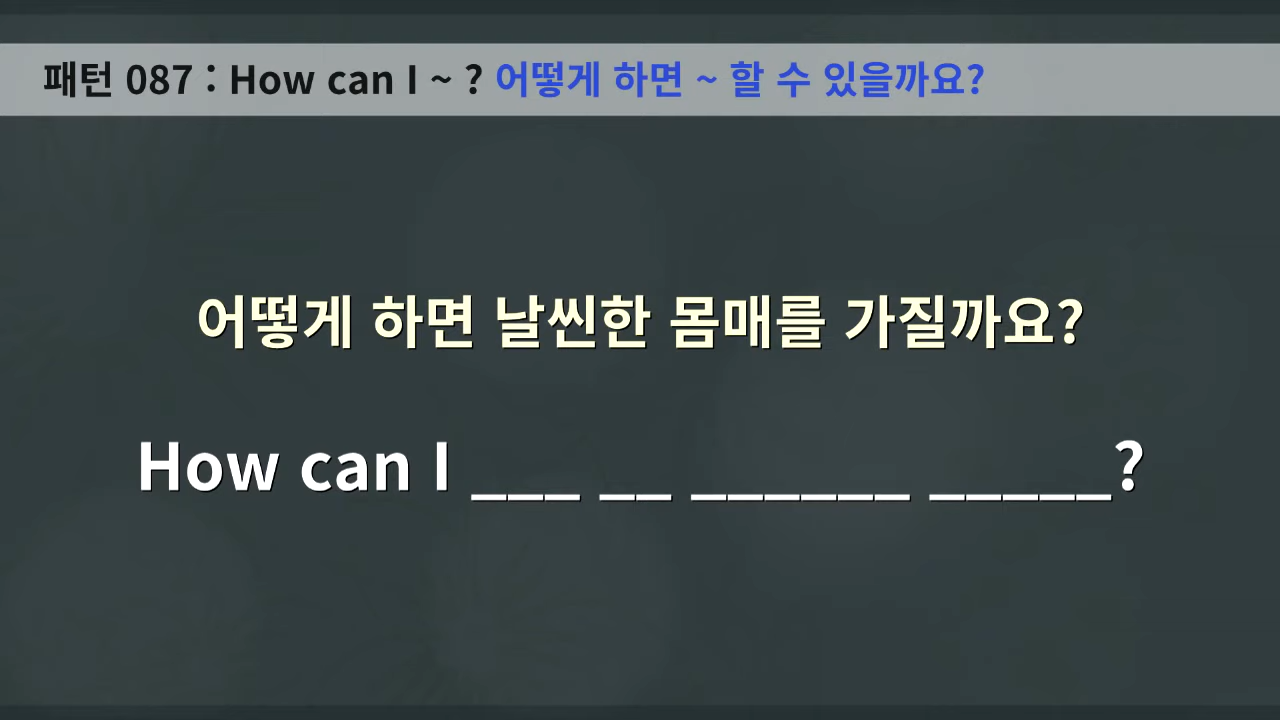 패턴 087 : How can I ~ ? 어떻게 하면 ~ 할 수 있을까요?
어떻게 하면 날씬한 몸매를 가질까요?
How can I ___ __ ______ _____?